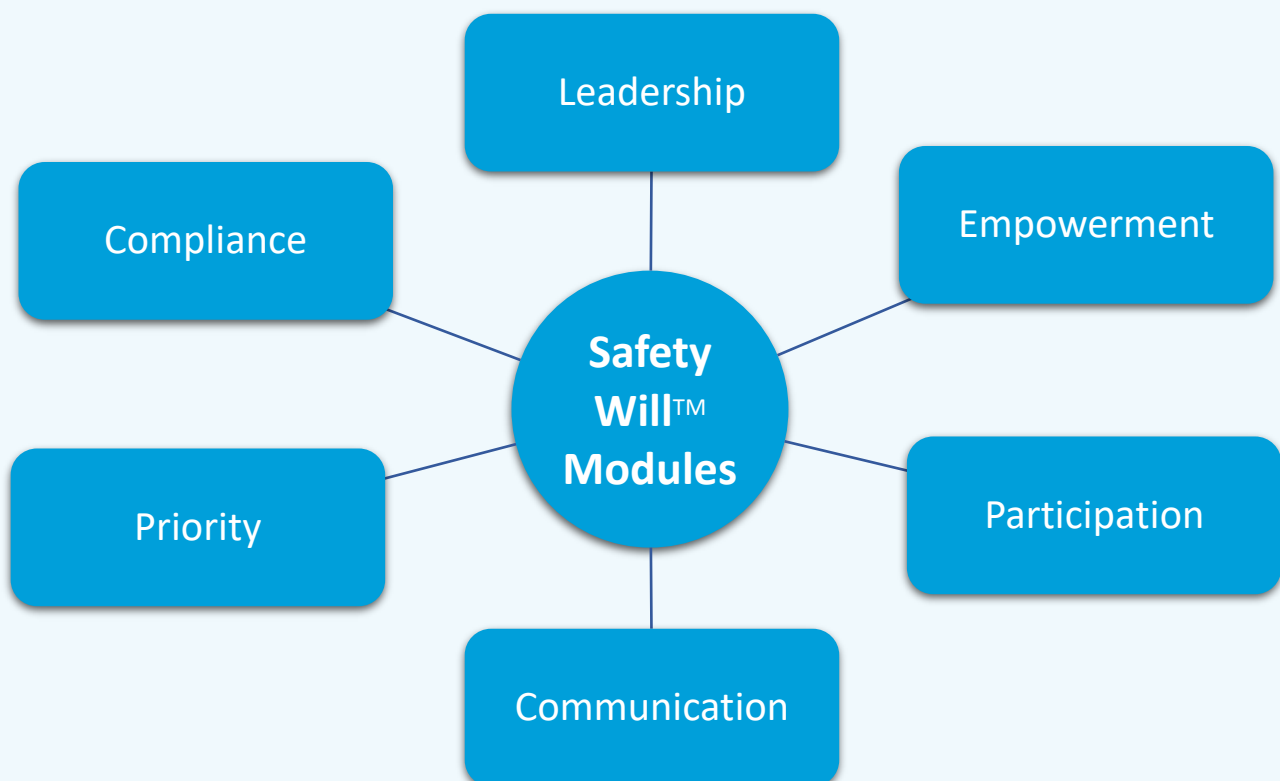 Leadership
Compliance
Empowerment
Safety
Will™
Modules
Priority
Participation
Communication